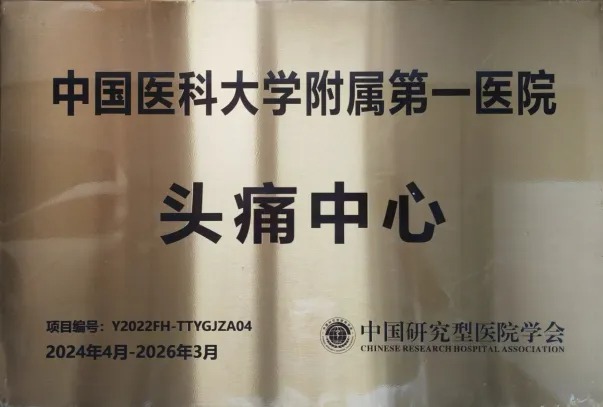 中国医科大学附属第一医院
头痛中心
项目编号：Y2022FH-TTYGJZA04
2024年4月-2026年3月
中国研究型医院学会
CHINESE RESEARCH HOSPITAL ASSOCIATION